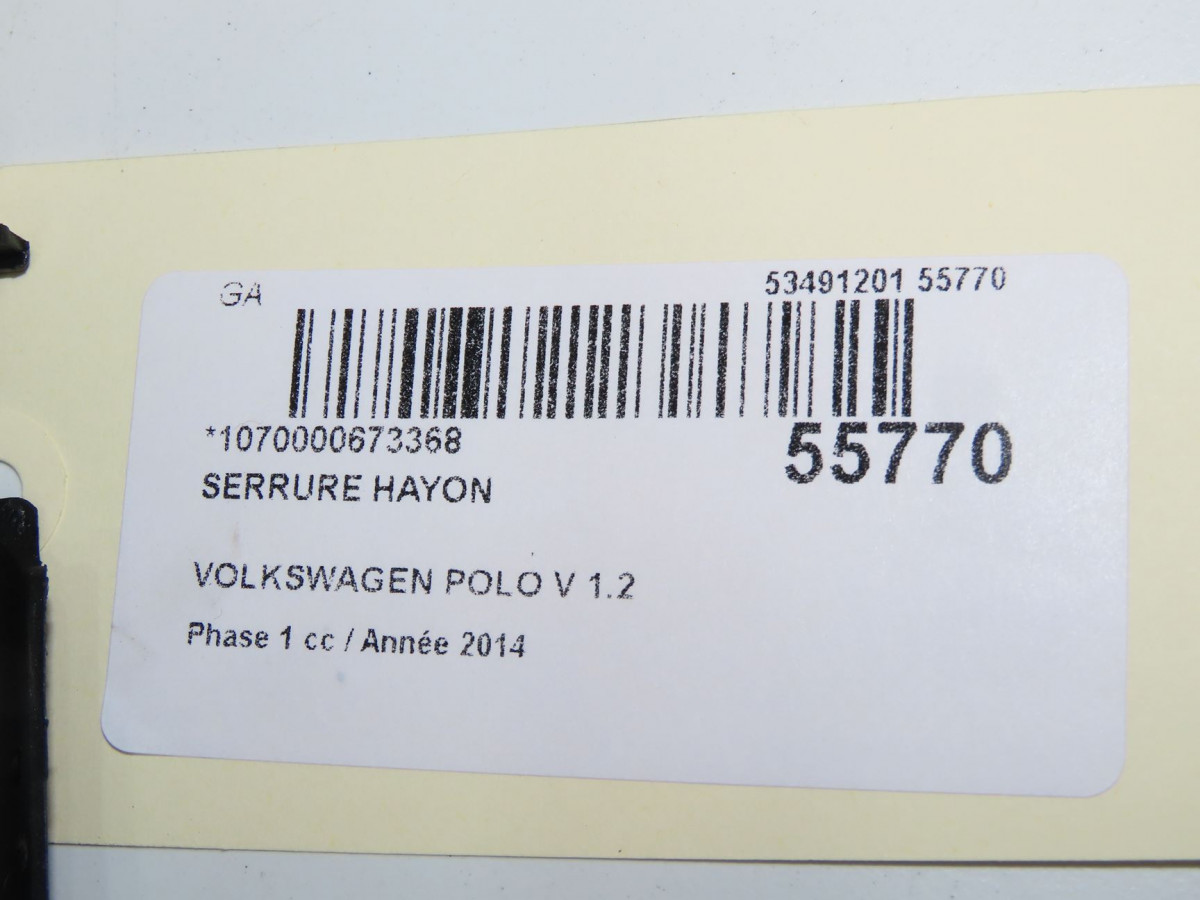 GA 53491201 55770
*1070000673368 55770
SERRURE HAYON
VOLKSWAGEN POLO V 1.2
Phase 1 cc / Année 2014